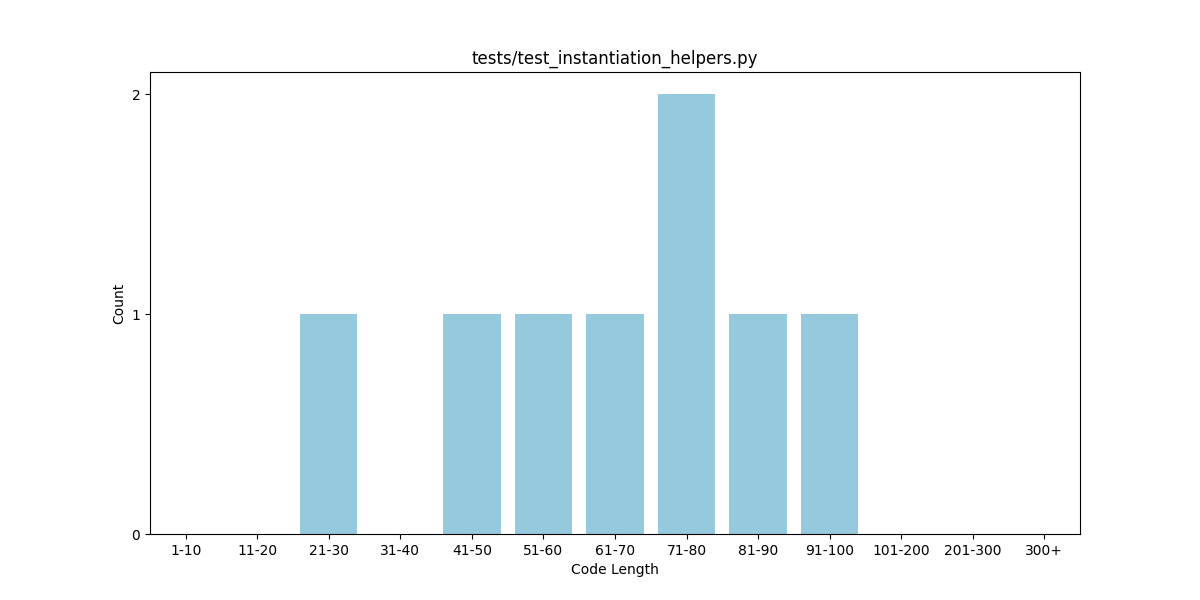 tests/test_instantiation_helpers.py
2
1
0
Count
1-10 11-20 21-30 31-40 41-50 51-60 61-70 71-80 81-90 91-100 101-200 201-300 300+
Code Length